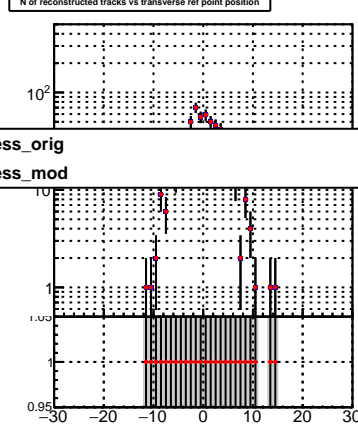 N of reconstructed tracks vs transverse ref point position
10²
ess_orig
ess_mod
10
1
1.05
1
0.95
−30 −20 −10 0 10 20 30